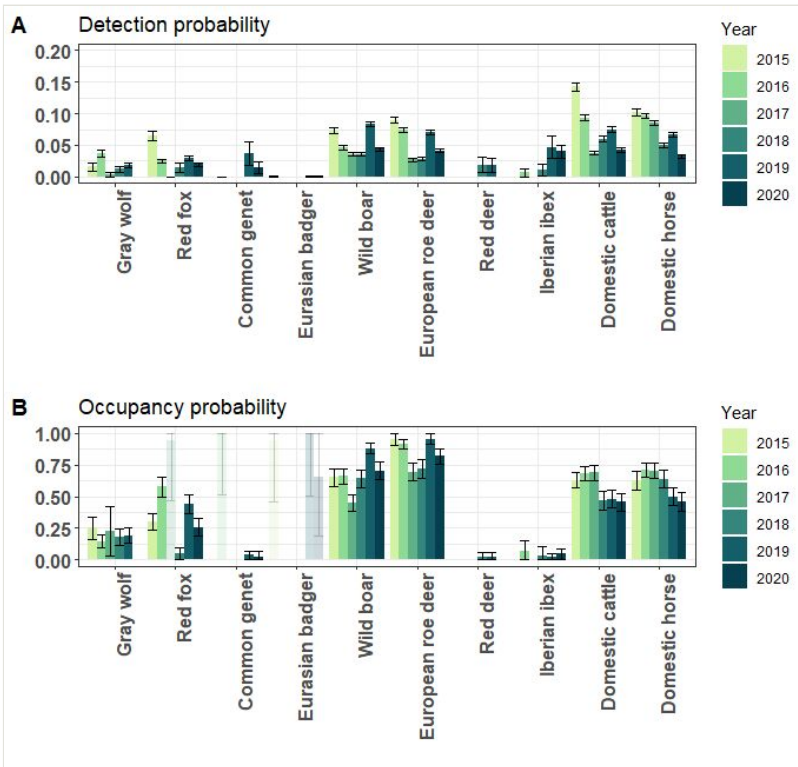 A Detection probability
Year
0.20
0.15
0.10
0.05
0.00
2015
2016
2017
2018
2019
2020
Gray wolf
Red fox
Common genet
Eurasian badger
Wild boar
European roe deer
Red deer
Iberian ibex
Domestic cattle
Domestic horse
B Occupancy probability
Year
1.00
0.75
0.50
0.25
0.00
2015
2016
2017
2018
2019
2020
Gray wolf
Red fox
Common genet
Eurasian badger
Wild boar
European roe deer
Red deer
Iberian ibex
Domestic cattle
Domestic horse